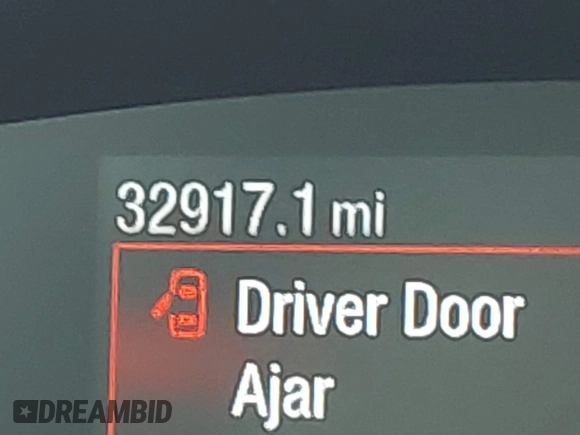 32917.1 mi
Driver Door
Ajar
DREAMBID